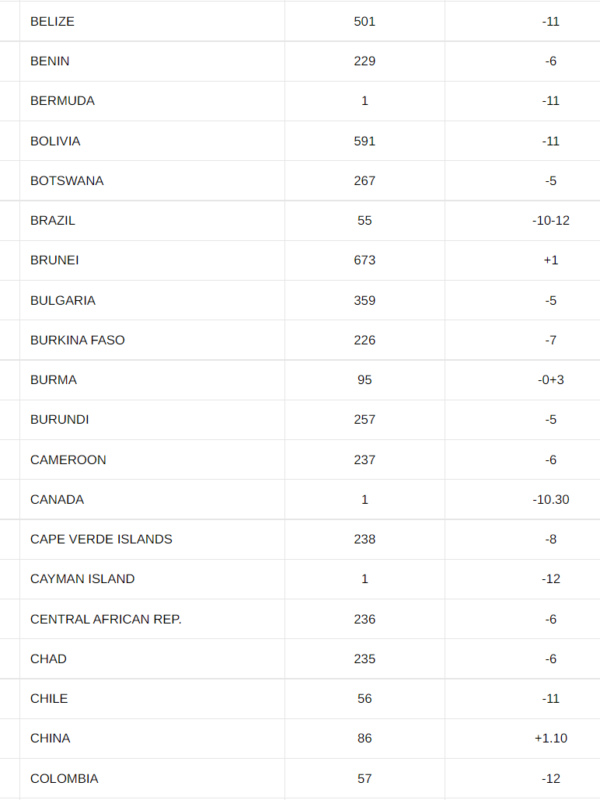 BELIZE 501 -11
BENIN 229 -6
BERMUDA 1 -11
BOLIVIA 591 -11
BOTSWANA 267 -5
BRAZIL 55 -10-12
BRUNEI 673 +1
BULGARIA 359 -5
BURKINA FASO 226 -7
BURMA 95 -0+3
BURUNDI 257 -5
CAMEROON 237 -6
CANADA 1 -10.30
CAPE VERDE ISLANDS 238 -8
CAYMAN ISLAND 1 -12
CENTRAL AFRICAN REP. 236 -6
CHAD 235 -6
CHILE 56 -11
CHINA 86 +1.10
COLOMBIA 57 -12